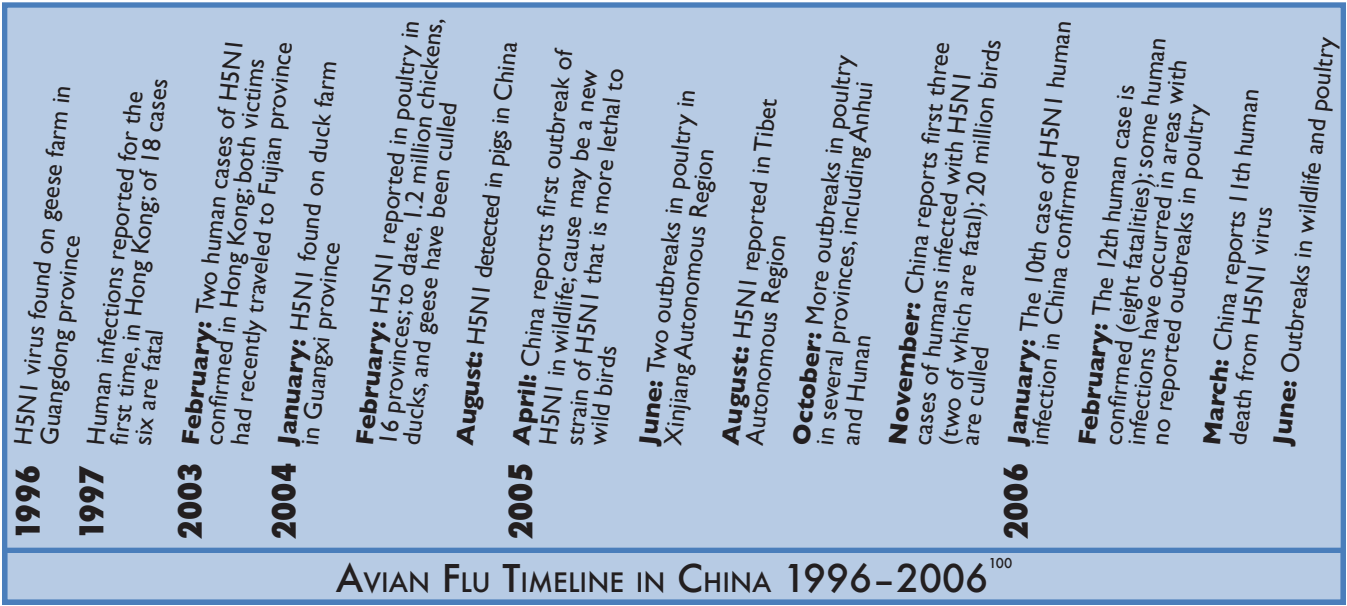 1996 H5N1 virus found on geese farm in
Guangdong province
1997 Human infections reported for the
first time, in Hong Kong; of 18 cases
six are fatal
2003 February: Two human cases of H5N1
confirmed in Hong Kong; both victims
had recently traveled to Fujian province
2004 January: H5N1 found on duck farm
in Guangxi province
February: H5N1 reported in poultry in
16 provinces; to date, 1.2 million chickens,
ducks, and geese have been culled
August: H5N1 detected in pigs in China
2005 April: China reports first outbreak of
H5N1 in wildlife; cause may be a new
strain of H5N1 that is more lethal to
wild birds
June: Two outbreaks in poultry in
Xinjiang Autonomous Region
August: H5N1 reported in Tibet
Autonomous Region
October: More outbreaks in poultry
in several provinces, including Anhui
and Hunan
November: China reports first three
cases of humans infected with H5N1
(two of which are fatal); 20 million birds
are culled
2006 January: The 10th case of H5N1 human
infection in China confirmed
February: The 12th human case is
confirmed (eight fatalities); some human
infections have occurred in areas with
no reported outbreaks in poultry
March: China reports 11th human
death from H5N1 virus
June: Outbreaks in wildlife and poultry
Avian Flu Timeline in China 1996–2006¹⁰⁰